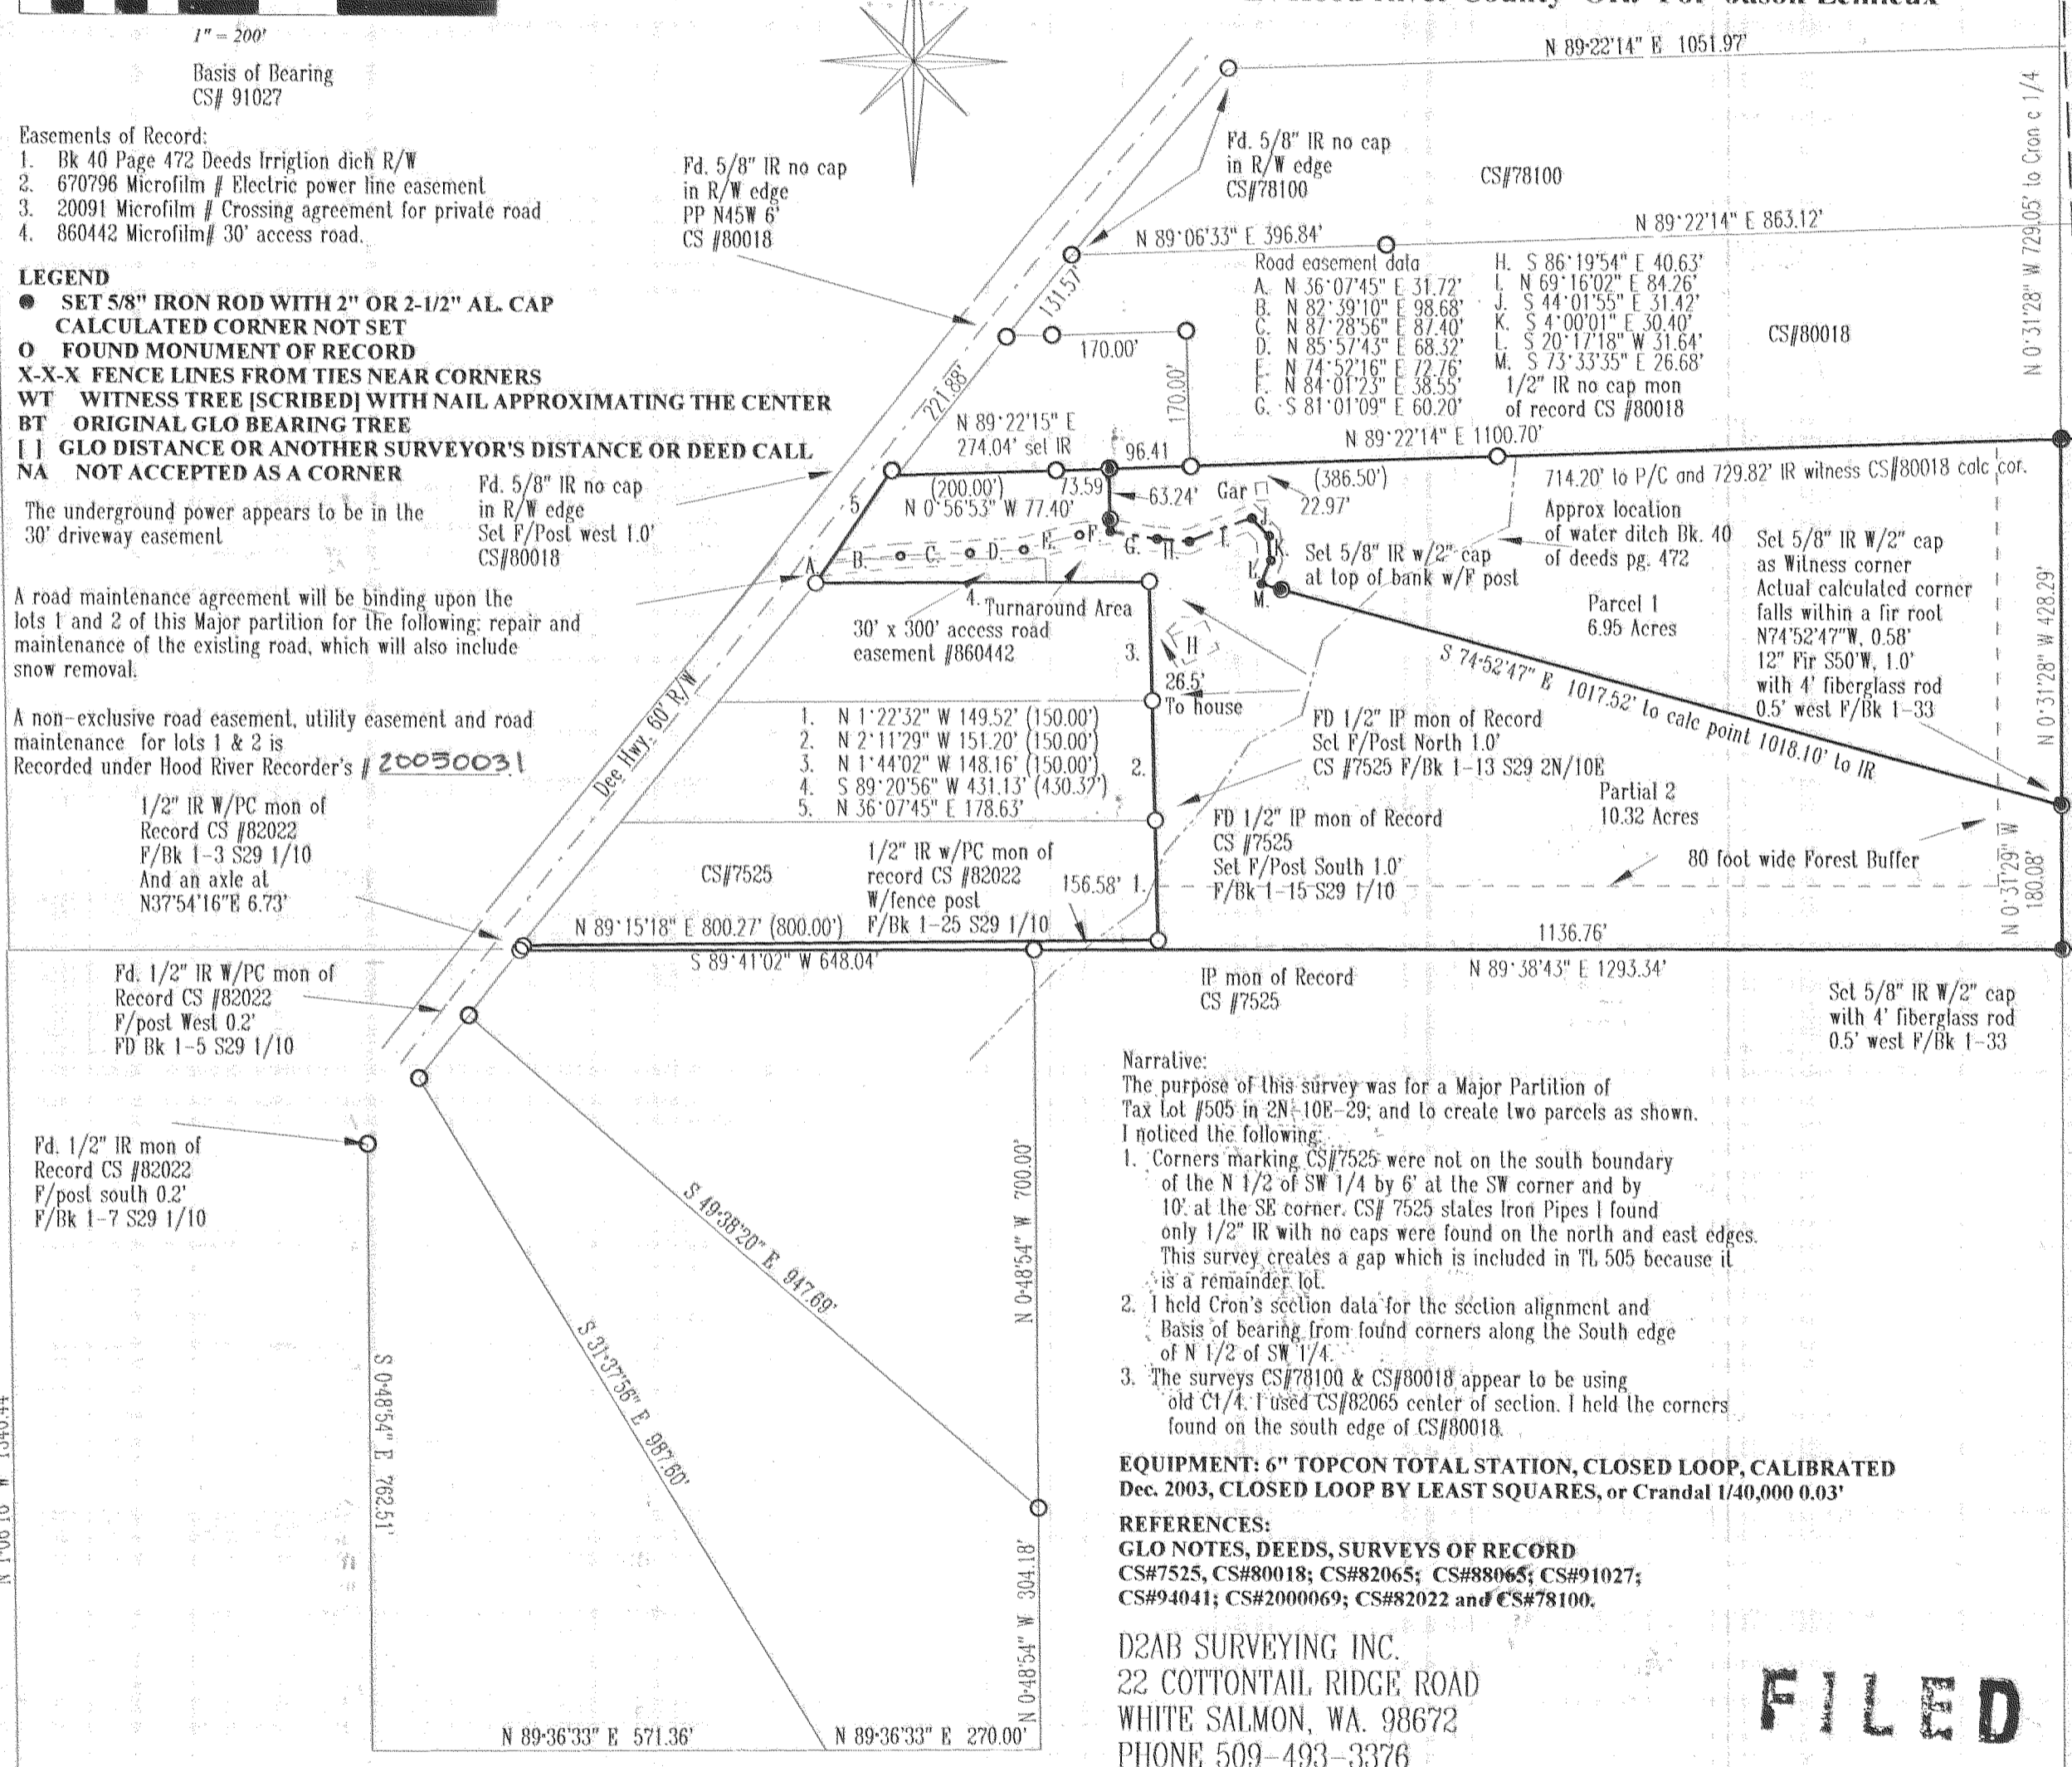 1" = 200'
Basis of Bearing
CS# 91027
Easements of Record:
1. Bk 40 Page 472 Deeds Irrigtion dich R/W
2. 670796 Microfilm # Electric power line easement
3. 20091 Microfilm # Crossing agreement for private road
4. 860442 Microfilm# 30' access road.
LEGEND
SET 5/8" IRON ROD WITH 2" OR 2-1/2" AL. CAP
CALCULATED CORNER NOT SET
O FOUND MONUMENT OF RECORD
X-X-X FENCE LINES FROM TIES NEAR CORNERS
WT WITNESS TREE [SCRIBED] WITH NAIL APPROXIMATING THE CENTER
BT ORIGINAL GLO BEARING TREE
[ ] GLO DISTANCE OR ANOTHER SURVEYOR'S DISTANCE OR DEED CALL
NA NOT ACCEPTED AS A CORNER
The underground power appears to be in the
30' driveway easement
A road maintenance agreement will be binding upon the
lots 1 and 2 of this Major partition for the following: repair and
maintenance of the existing road, which will also include
snow removal.
A non-exclusive road easement, utility easement and road
maintenance for lots 1 & 2 is
Recorded under Hood River Recorder's # 20050031
1/2" IR W/PC mon of
Record CS #82022
F/Bk 1-3 S29 1/10
And an axle at
N37°54'16"E 6.73'
Fd. 1/2" IR W/PC mon of
Record CS #82022
F/post West 0.2'
FD Bk 1-5 S29 1/10
Fd. 1/2" IR mon of
Record CS #82022
F/post south 0.2'
F/Bk 1-7 S29 1/10
Fd. 5/8" IR no cap
in R/W edge
PP N45W 6'
CS #80018
Fd. 5/8" IR no cap
in R/W edge
Set F/Post west 1.0'
CS#80018
Fd. 5/8" IR no cap
in R/W edge
CS#78100
CS#78100
N 89°22'14" E 1051.97'
N 89°22'14" E 863.12'
N 89°06'33" E 396.84'
N 0°31'28" W 729.05' to Cron c 1/4
Road easement data
A. N 36°07'45" E 31.72'
B. N 82°39'10" E 98.68'
C. N 87°28'56" E 87.40'
D. N 85°57'43" E 68.32'
E. N 74°52'16" E 72.76'
F. N 84°01'23" E 38.55'
G. S 81°01'09" E 60.20'
H. S 86°19'54" E 40.63'
I. N 69°16'02" E 84.26'
J. S 44°01'55" E 31.42'
K. S 4°00'01" E 30.40'
L. S 20°17'18" W 31.64'
M. S 73°33'35" E 26.68'
1/2" IR no cap mon
of record CS #80018
CS#80018
131.57'
170.00'
170.00'
221.88'
N 89°22'15" E
274.04' set IR
96.41
N 89°22'14" E 1100.70'
(200.00')
73.59
63.24'
Gar
22.97'
(386.50')
714.20' to P/C and 729.82' IR witness CS#80018 calc cor.
N 0°56'53" W 77.40'
5.
A.
B.
C.
D.
E.
F.
G.
H.
I.
J.
K.
L.
M.
Approx location
of water ditch Bk. 40
of deeds pg. 472
Set 5/8" IR w/2" cap
at top of bank w/F post
Set 5/8" IR W/2" cap
as Witness corner
Actual calculated corner
falls within a fir root
N74°52'47"W, 0.58'
12" Fir S50°W, 1.0'
with 4' fiberglass rod
0.5' west F/Bk 1-33
Parcel 1
6.95 Acres
N 0°31'28" W 428.29'
4.
Turnaround Area
30' x 300' access road
easement #860442
3.
H
26.5'
To house
S 74°52'47" E 1017.52' to calc point 1018.10' to IR
Dee Hwy. 60' R/W
1. N 1°22'32" W 149.52' (150.00')
2. N 2°11'29" W 151.20' (150.00')
3. N 1°44'02" W 148.16' (150.00')
4. S 89°20'56" W 431.13' (430.37')
5. N 36°07'45" E 178.63'
2.
FD 1/2" IP mon of Record
Set F/Post North 1.0'
CS #7525 F/Bk 1-13 S29 2N/10E
Partial 2
10.32 Acres
FD 1/2" IP mon of Record
CS #7525
Set F/Post South 1.0'
F/Bk 1-15 S29 1/10
80 foot wide Forest Buffer
N 0°31'29" W
180.08'
CS#7525
1/2" IR w/PC mon of
record CS #82022
W/fence post
F/Bk 1-25 S29 1/10
156.58'
1.
N 89°15'18" E 800.27' (800.00')
S 89°41'02" W 648.04'
1136.76'
N 89°38'43" E 1293.34'
IP mon of Record
CS #7525
Set 5/8" IR W/2" cap
with 4' fiberglass rod
0.5' west F/Bk 1-33
S 49°38'20" E 947.69'
S 31°37'56" E 987.60'
S 0°48'54" E 762.51'
N 0°48'54" W 700.00'
N 0°48'54" W 304.18'
N 89°36'33" E 571.36'
N 89°36'33" E 270.00'
Narrative:
The purpose of this survey was for a Major Partition of
Tax Lot #505 in 2N-10E-29; and to create two parcels as shown.
I noticed the following:
1. Corners marking CS#7525 were not on the south boundary
of the N 1/2 of SW 1/4 by 6' at the SW corner and by
10' at the SE corner. CS# 7525 states Iron Pipes I found
only 1/2" IR with no caps were found on the north and east edges.
This survey creates a gap which is included in TL 505 because it
is a remainder lot.
2. I held Cron's section data for the section alignment and
Basis of bearing from found corners along the South edge
of N 1/2 of SW 1/4.
3. The surveys CS#78100 & CS#80018 appear to be using
old C1/4. I used CS#82065 center of section. I held the corners
found on the south edge of CS#80018.
EQUIPMENT: 6" TOPCON TOTAL STATION, CLOSED LOOP, CALIBRATED
Dec. 2003, CLOSED LOOP BY LEAST SQUARES, or Crandal 1/40,000 0.03'
REFERENCES:
GLO NOTES, DEEDS, SURVEYS OF RECORD
CS#7525, CS#80018; CS#82065; CS#88065; CS#91027;
CS#94041; CS#2000069; CS#82022 and CS#78100.
D2AB SURVEYING INC.
22 COTTONTAIL RIDGE ROAD
WHITE SALMON, WA. 98672
PHONE 509-493-3376
FILED